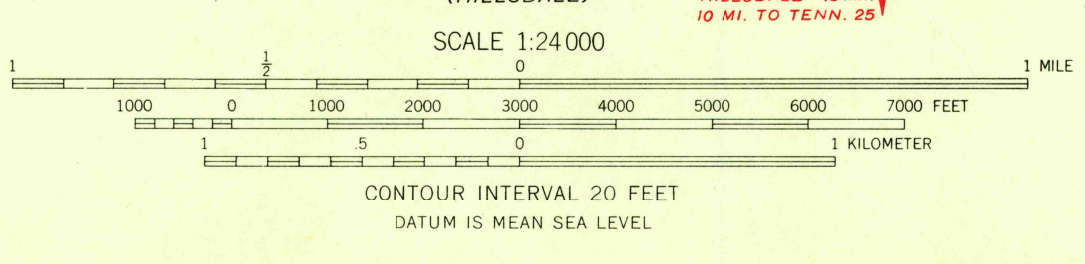 10 MI. TO TENN. 25
SCALE 1:24 000
1 1/2 0 1 MILE
1000 0 1000 2000 3000 4000 5000 6000 7000 FEET
1 .5 0 1 KILOMETER
CONTOUR INTERVAL 20 FEET
DATUM IS MEAN SEA LEVEL